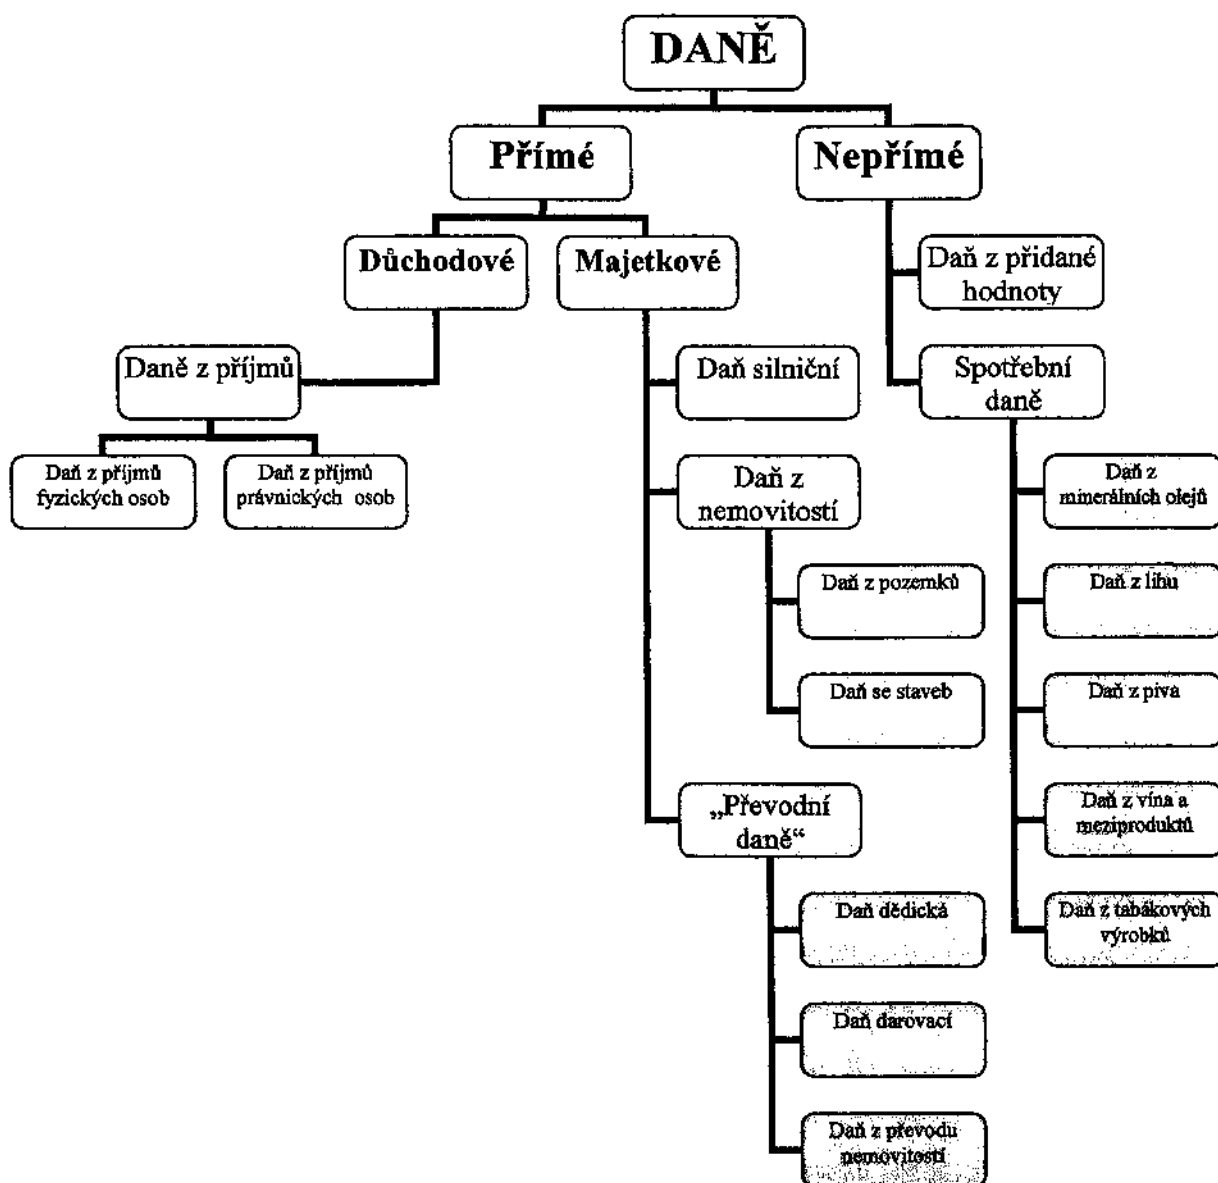 DANĚ
Přímé
Nepřímé
Důchodové
Majetkové
Daň z přidané
hodnoty
Daně z příjmů
Daň silniční
Spotřební
daně
Daň z příjmů
fyzických osob
Daň z příjmů
právnických osob
Daň z
nemovitostí
Daň z
minerálních olejů
Daň z pozemků
Daň z lihu
Daň se staveb
Daň z piva
„Převodní
daně“
Daň z vína a
meziproduktů
Daň dědická
Daň z tabákových
výrobků
Daň darovací
Daň z převodu
nemovitostí